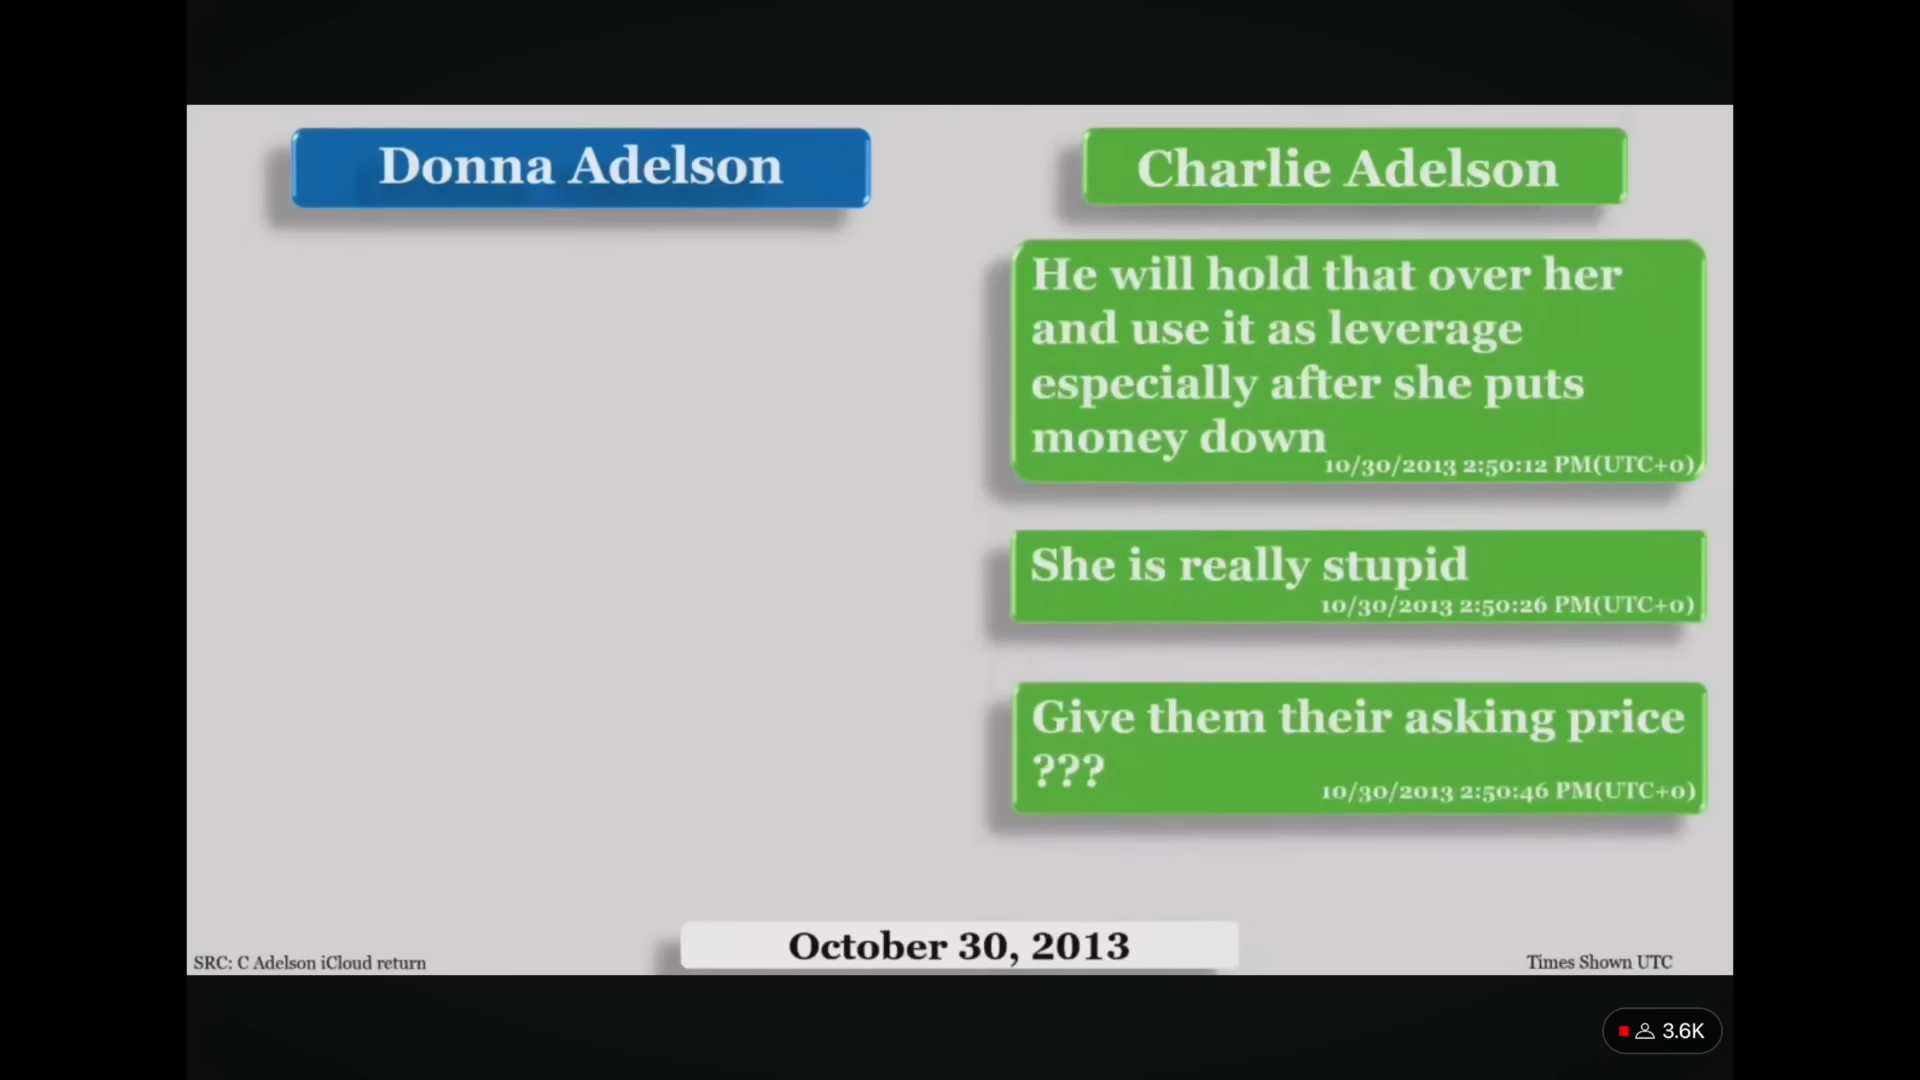 Donna Adelson
Charlie Adelson
He will hold that over her
and use it as leverage
especially after she puts
money down
10/30/2013 2:50:12 PM(UTC+0)
She is really stupid
10/30/2013 2:50:26 PM(UTC+0)
Give them their asking price
???
10/30/2013 2:50:46 PM(UTC+0)
October 30, 2013
SRC: C Adelson iCloud return
Times Shown UTC
3.6K